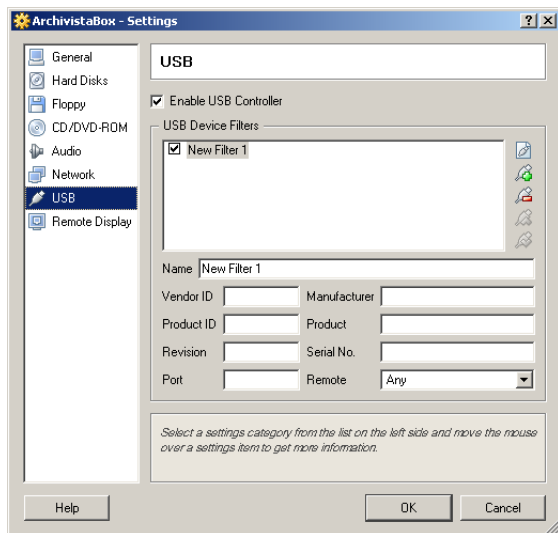 ArchivistaBox - Settings
General
Hard Disks
Floppy
CD/DVD-ROM
Audio
Network
USB
Remote Display
USB
Enable USB Controller
USB Device Filters
New Filter 1
Name New Filter 1
Vendor ID Manufacturer
Product ID Product
Revision Serial No.
Port Remote Any
Select a settings category from the list on the left side and move the mouse
over a settings item to get more information.
Help OK Cancel